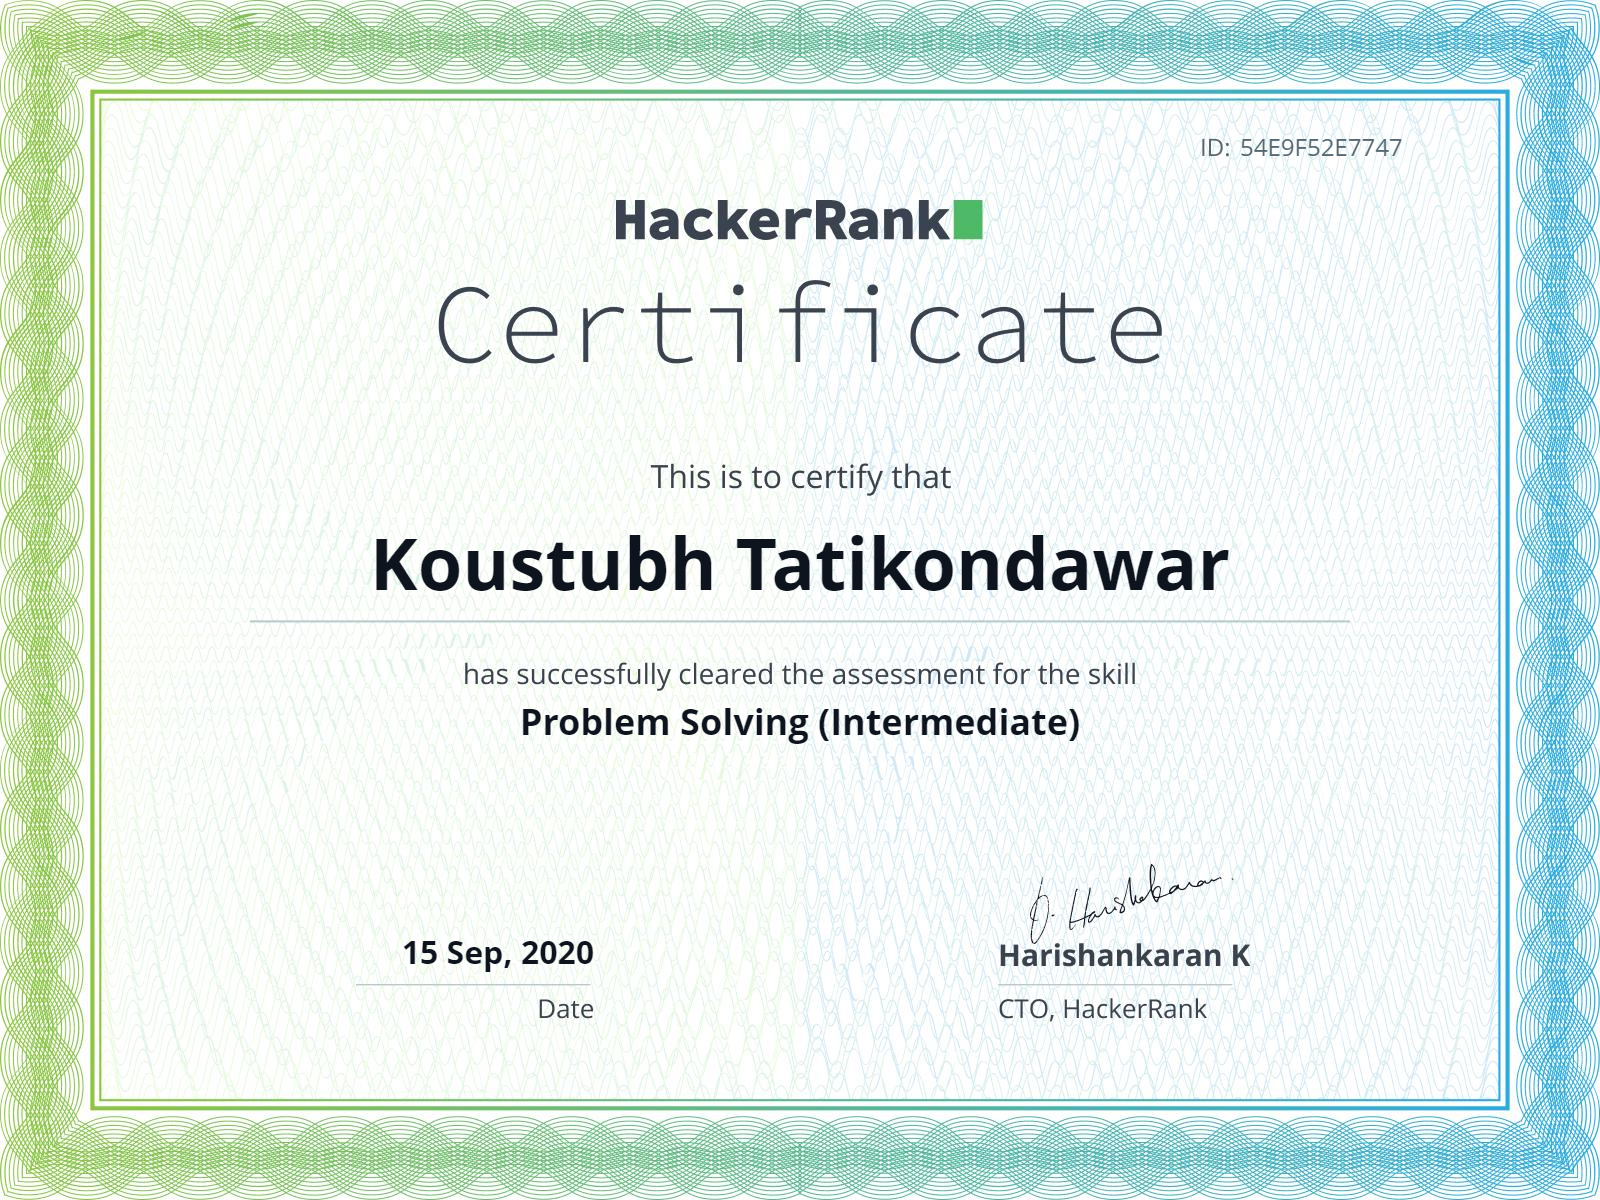 ID: 54E9F52E7747
HackerRank
Certificate
This is to certify that
Koustubh Tatikondawar
has successfully cleared the assessment for the skill
Problem Solving (Intermediate)
15 Sep, 2020
Date
Harishankaran K
CTO, HackerRank